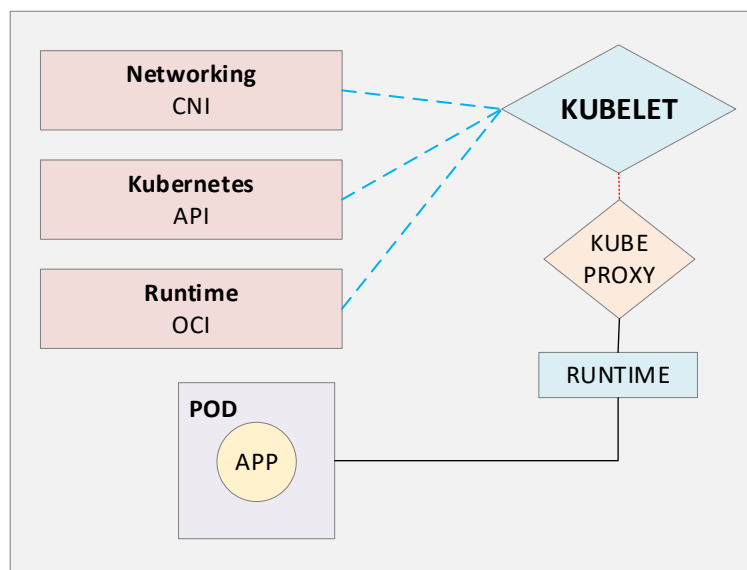 Networking
CNI
KUBELET
Kubernetes
API
KUBE
PROXY
Runtime
OCI
RUNTIME
POD
APP